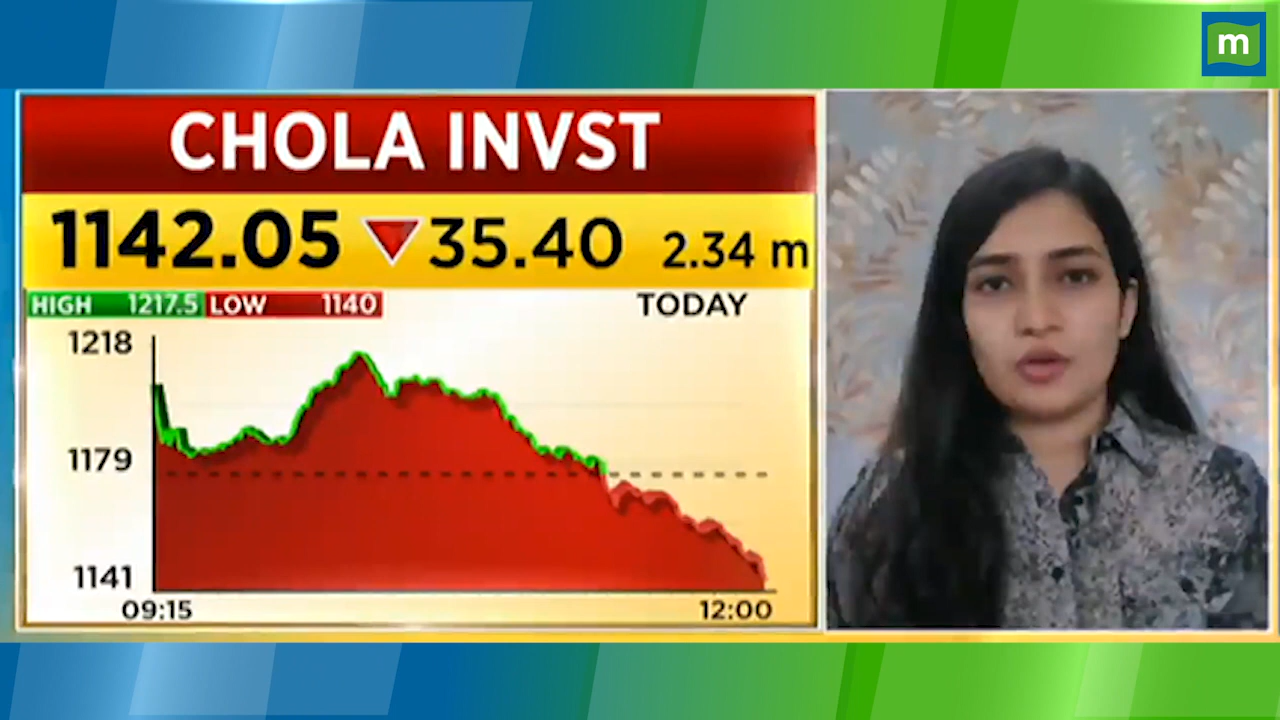 m
CHOLA INVST
1142.05 ▼ 35.40 2.34 m
HIGH 1217.5 LOW 1140 TODAY
1218
1179
1141
09:15 12:00